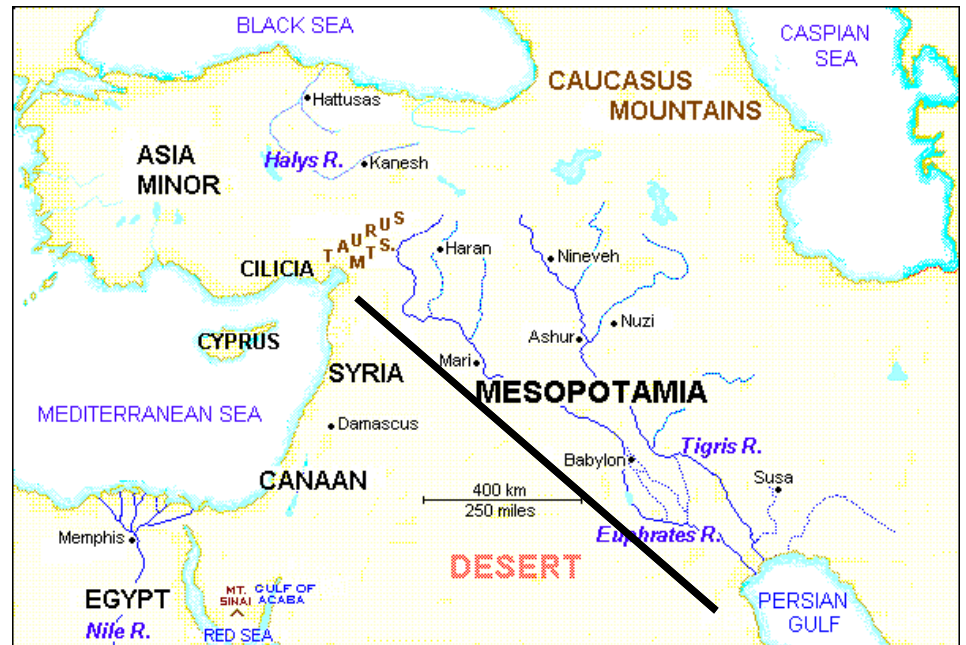 BLACK SEA
CASPIAN
SEA
CAUCASUS
MOUNTAINS
Hattusas
ASIA
MINOR
Halys R.
Kanesh
TAURUS
MTS.
Haran
Nineveh
CILICIA
CYPRUS
Ashur
Nuzi
SYRIA
Mari
MESOPOTAMIA
MEDITERRANEAN SEA
Damascus
Tigris R.
Babylon
CANAAN
Susa
400 km
250 miles
Memphis
Euphrates R.
DESERT
EGYPT
MT.
SINAI
GULF OF
ACABA
PERSIAN
GULF
Nile R.
RED SEA